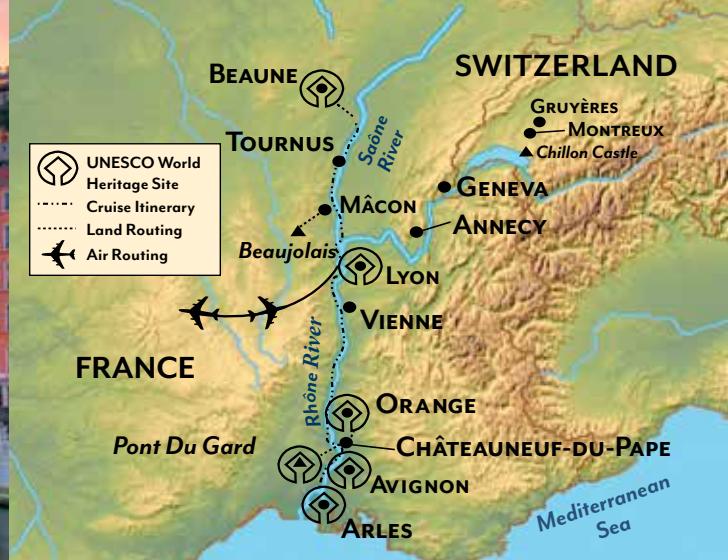 BEAUNE
SWITZERLAND
GRUYÈRES
MONTREUX
Chillon Castle
Saône
River
TOURNUS
UNESCO World
Heritage Site
Cruise Itinerary
Land Routing
Air Routing
GENEVA
MÂCON
ANNECY
Beaujolais
LYON
VIENNE
FRANCE
Rhône River
ORANGE
Pont Du Gard
CHÂTEAUNEUF-DU-PAPE
AVIGNON
Mediterranean
Sea
ARLES